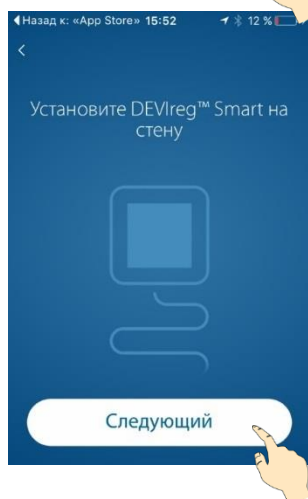 Назад к: «App Store» 15:52 12 %
Установите DEVIreg™ Smart на
стену
Следующий